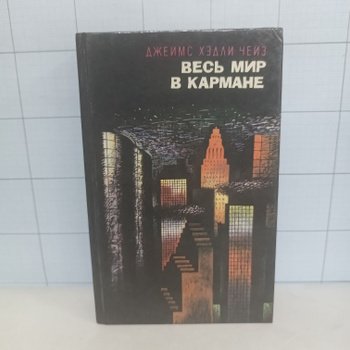 ДЖЕЙМС ХЭДЛИ ЧЕЙЗ
ВЕСЬ МИР
В КАРМАНЕ